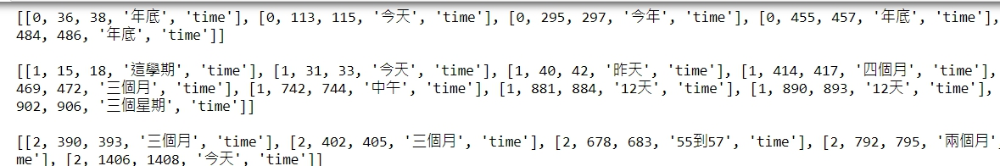 [[0, 36, 38, '年底', 'time'], [0, 113, 115, '今天', 'time'], [0, 295, 297, '今年', 'time'], [0, 455, 457, '年底', 'time'],
484, 486, '年底', 'time']]
[[1, 15, 18, '這學期', 'time'], [1, 31, 33, '今天', 'time'], [1, 40, 42, '昨天', 'time'], [1, 414, 417, '四個月', 'time'],
469, 472, '三個月', 'time'], [1, 742, 744, '中午', 'time'], [1, 881, 884, '12天', 'time'], [1, 890, 893, '12天', 'time'],
902, 906, '三個星期', 'time']]
[[2, 390, 393, '三個月', 'time'], [2, 402, 405, '三個月', 'time'], [2, 678, 683, '55到57', 'time'], [2, 792, 795, '兩個月'
me'], [2, 1406, 1408, '今天', 'time']]